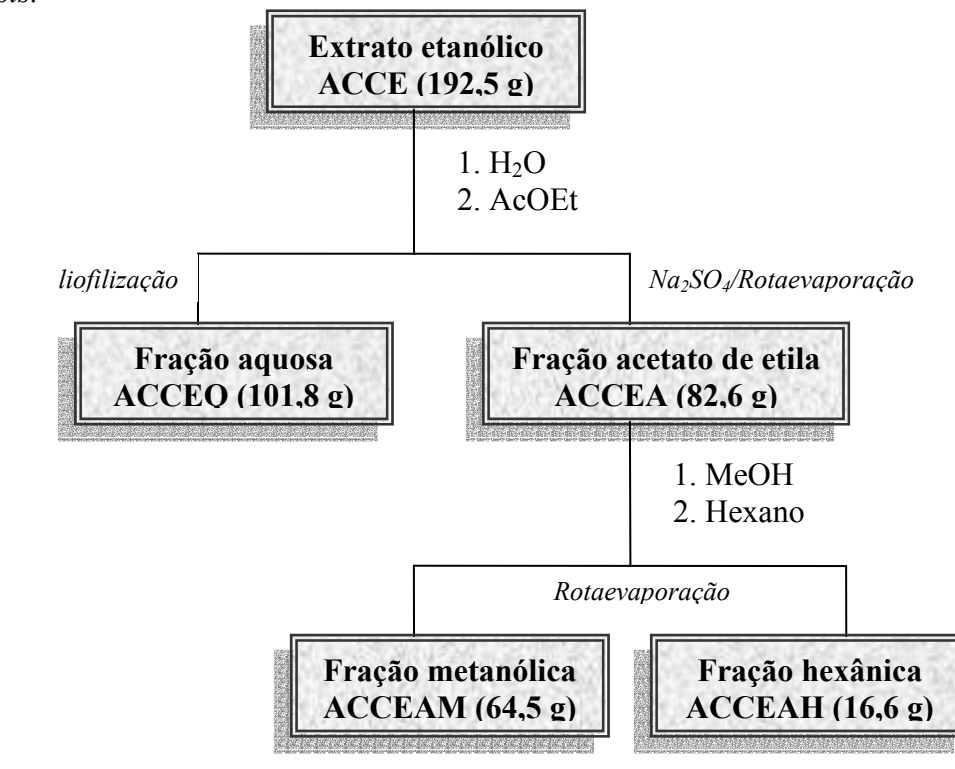 Extrato etanólico
ACCE (192,5 g)
1. H₂O
2. AcOEt
liofilização
Na₂SO₄/Rotaevaporação
Fração aquosa
ACCEQ (101,8 g)
Fração acetato de etila
ACCEA (82,6 g)
1. MeOH
2. Hexano
Rotaevaporação
Fração metanólica
ACCEAM (64,5 g)
Fração hexânica
ACCEAH (16,6 g)